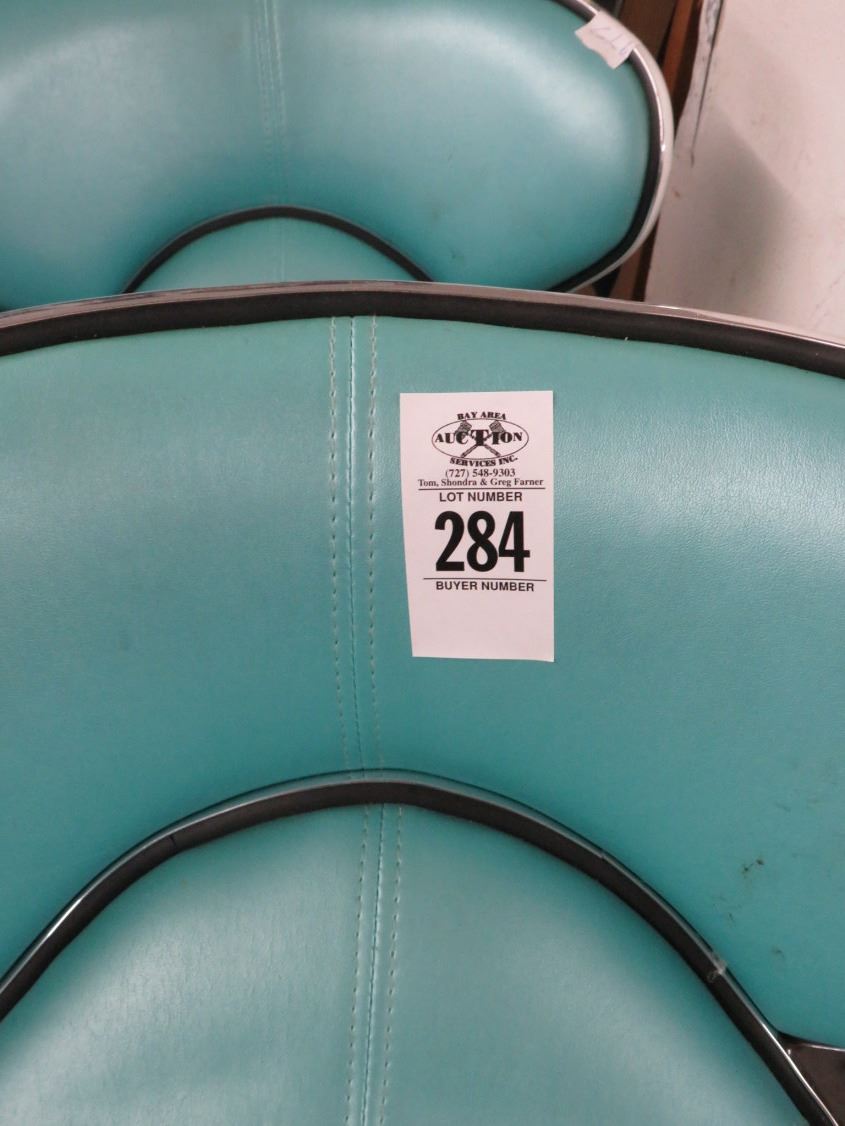 BAY AREA
AUCTION
SERVICES INC.
(727) 548-9303
Tom, Shondra & Greg Farner
LOT NUMBER
284
BUYER NUMBER